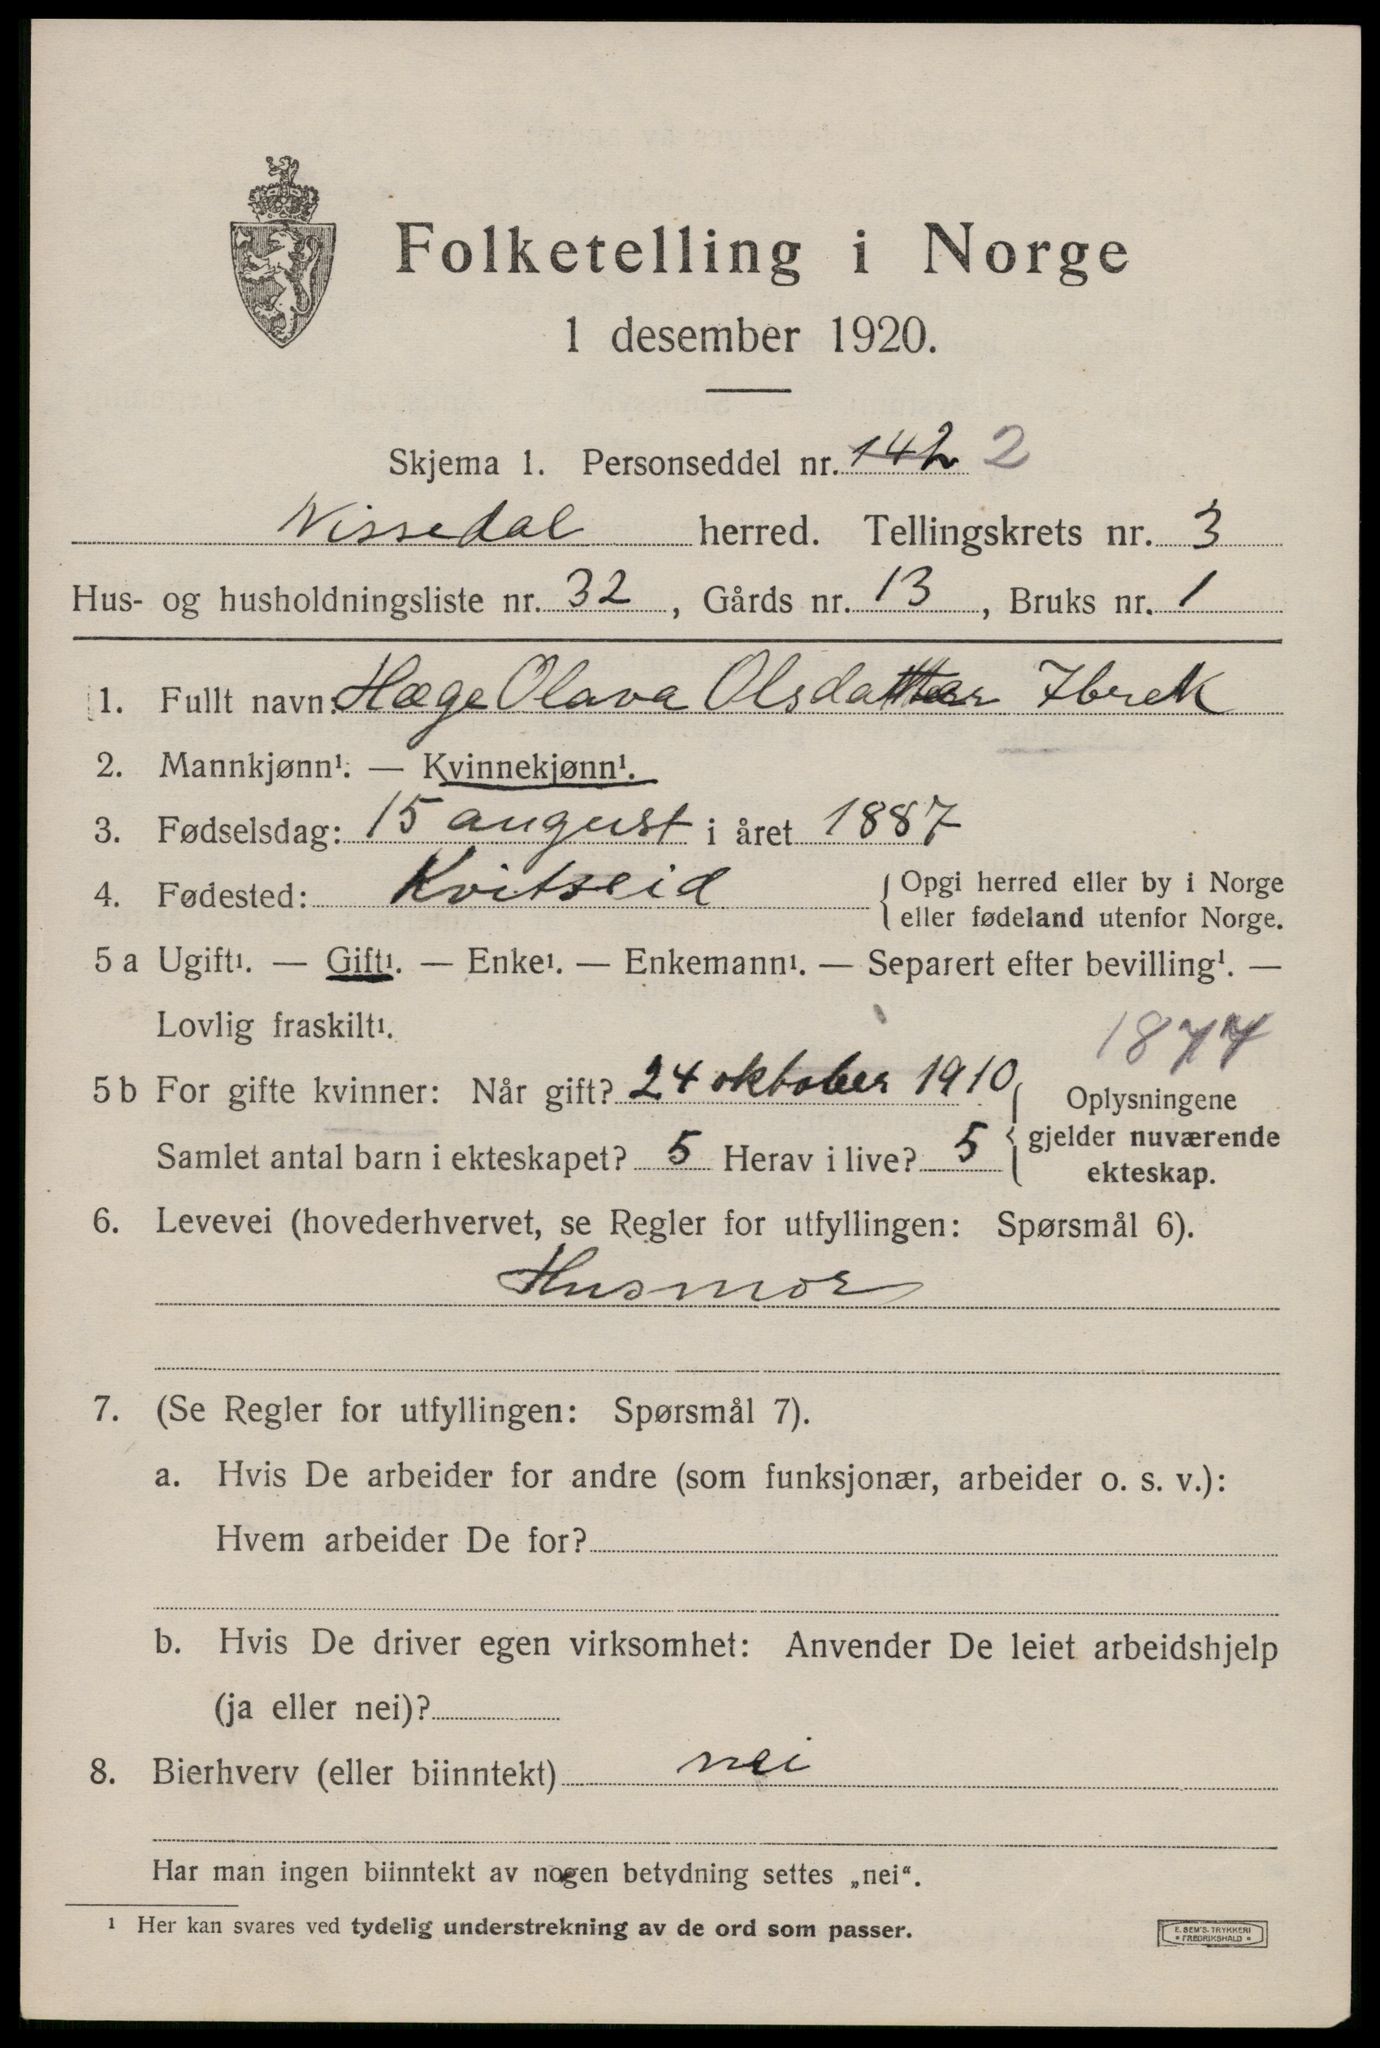 Folketelling i Norge
1 desember 1920.
Skjema 1. Personseddel nr. 142 2
Nissedal herred. Tellingskrets nr. 3
Hus- og husholdningsliste nr. 32, Gårds nr. 13, Bruks nr. 1
1. Fullt navn: Hæge Olava Olsdatter Ibrek
2. Mannkjønn¹. — Kvinnekjønn¹.
3. Fødselsdag: 15 august i året 1887
4. Fødested: Kvitseid { Opgi herred eller by i Norge
eller fødeland utenfor Norge.
5 a Ugift¹. — Gift¹. — Enke¹. — Enkemann¹. — Separert efter bevilling¹. —
Lovlig fraskilt¹.
1877
5 b For gifte kvinner: Når gift? 24 oktober 1910
Samlet antal barn i ekteskapet? 5 Herav i live? 5
{ Oplysningene
gjelder nuværende
ekteskap.
6. Levevei (hovederhvervet, se Regler for utfyllingen: Spørsmål 6).
Husmor
7. (Se Regler for utfyllingen: Spørsmål 7).
a. Hvis De arbeider for andre (som funksjonær, arbeider o. s. v.):
Hvem arbeider De for?
b. Hvis De driver egen virksomhet: Anvender De leiet arbeidshjelp
(ja eller nei)?
8. Bierhverv (eller biinntekt) nei
Har man ingen biinntekt av nogen betydning settes „nei“.
¹ Her kan svares ved tydelig understrekning av de ord som passer.
E. SEM'S TRYKKERI
* FREDRIKSHALD *